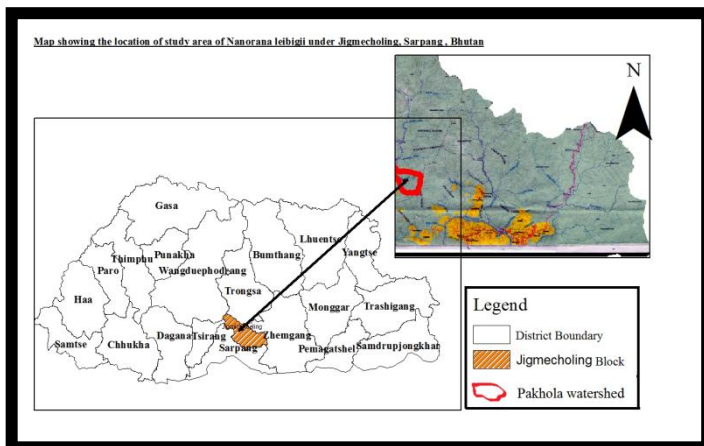 Map showing the location of study area of Nanorana leibigii under Jigmecholing, Sarpang , Bhutan
N
Gasa
Lhuentse
Punakha
Thimphu
Bumthang
Yangtse
Paro
Wangduephodrang
Trongsa
Haa
Monggar
Trashigang
Dagana
Tsirang
Zhemgang
Samtse
Chhukha
Sarpang
Pemagatshel
Samdrupjongkhar
Legend
District Boundary
Jigmecholing Block
Pakhola watershed